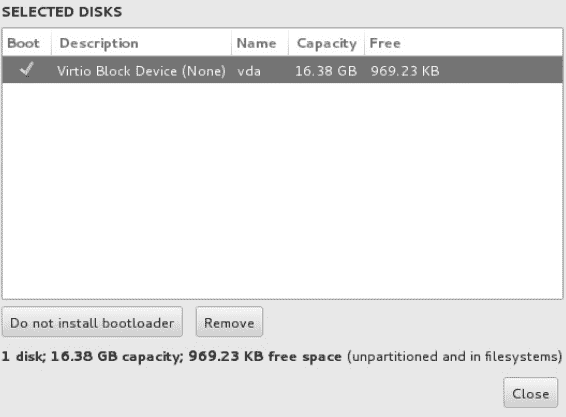 SELECTED DISKS
Boot Description Name Capacity Free
Virtio Block Device (None) vda 16.38 GB 969.23 KB
Do not install bootloader Remove
1 disk; 16.38 GB capacity; 969.23 KB free space (unpartitioned and in filesystems)
Close